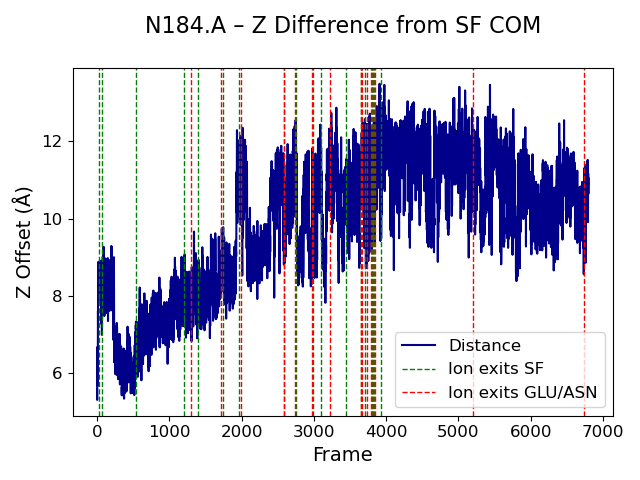 N184.A – Z Difference from SF COM
Z Offset (Å)
12
10
8
6
Distance
Ion exits SF
Ion exits GLU/ASN
0 1000 2000 3000 4000 5000 6000 7000
Frame